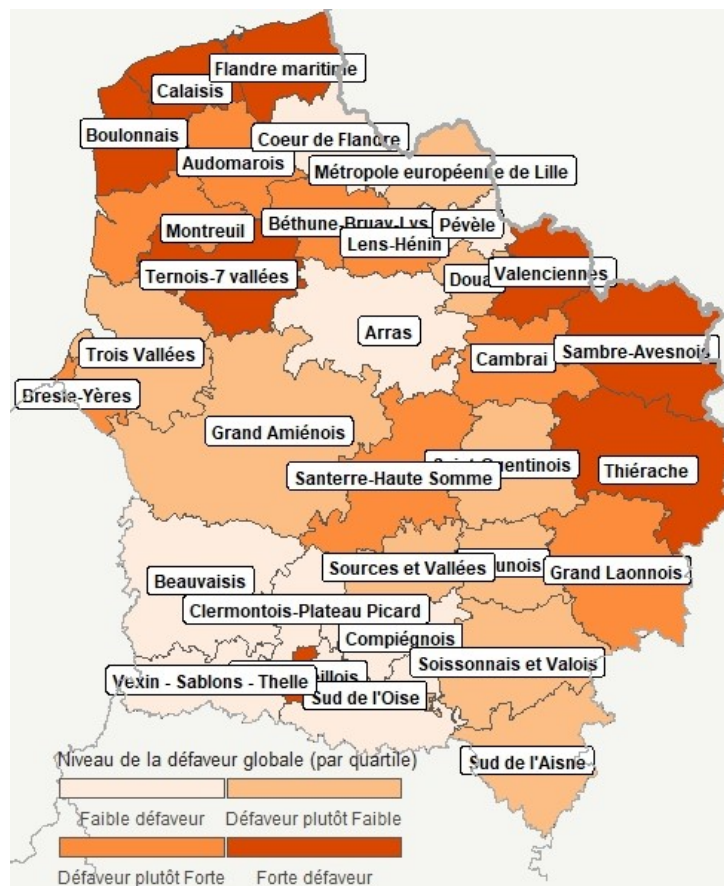 Flandre maritime
Calaisis
Boulonnais
Coeur de Flandre
Audomarois
Métropole européenne de Lille
Béthune-Bruay-Lys
Pévèle
Montreuil
Lens-Hénin
Ternois-7 vallées
Valenciennes
Arras
Trois Vallées
Cambrai
Sambre-Avesnois
Bresle-Yères
Grand Amiénois
Santerre-Haute Somme
Thiérache
Beauvaisis
Sources et Vallées
Grand Laonnois
Clermontois-Plateau Picard
Compiégnois
Soissonnais et Valois
Vexin - Sablons - Thelle
Sud de l'Oise
Sud de l'Aisne
Niveau de la défaveur globale (par quartile)
Faible défaveur Défaveur plutôt Faible
Défaveur plutôt Forte Forte défaveur